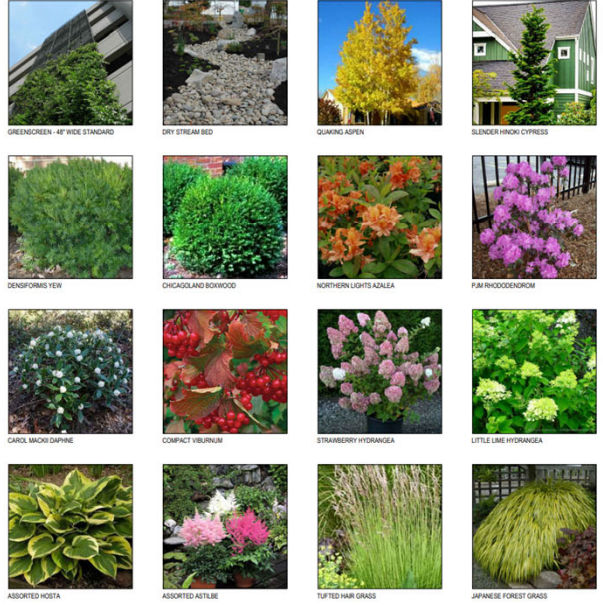 GREENSCREEN - 48" WIDE STANDARD
DRY STREAM BED
QUAKING ASPEN
SLENDER HINOKI CYPRESS
DENSIFORMIS YEW
CHICAGOLAND BOXWOOD
NORTHERN LIGHTS AZALEA
PJM RHODODENDROM
CAROL MACKII DAPHNE
COMPACT VIBURNUM
STRAWBERRY HYDRANGEA
LITTLE LIME HYDRANGEA
ASSORTED HOSTA
ASSORTED ASTILBE
TUFTED HAIR GRASS
JAPANESE FOREST GRASS